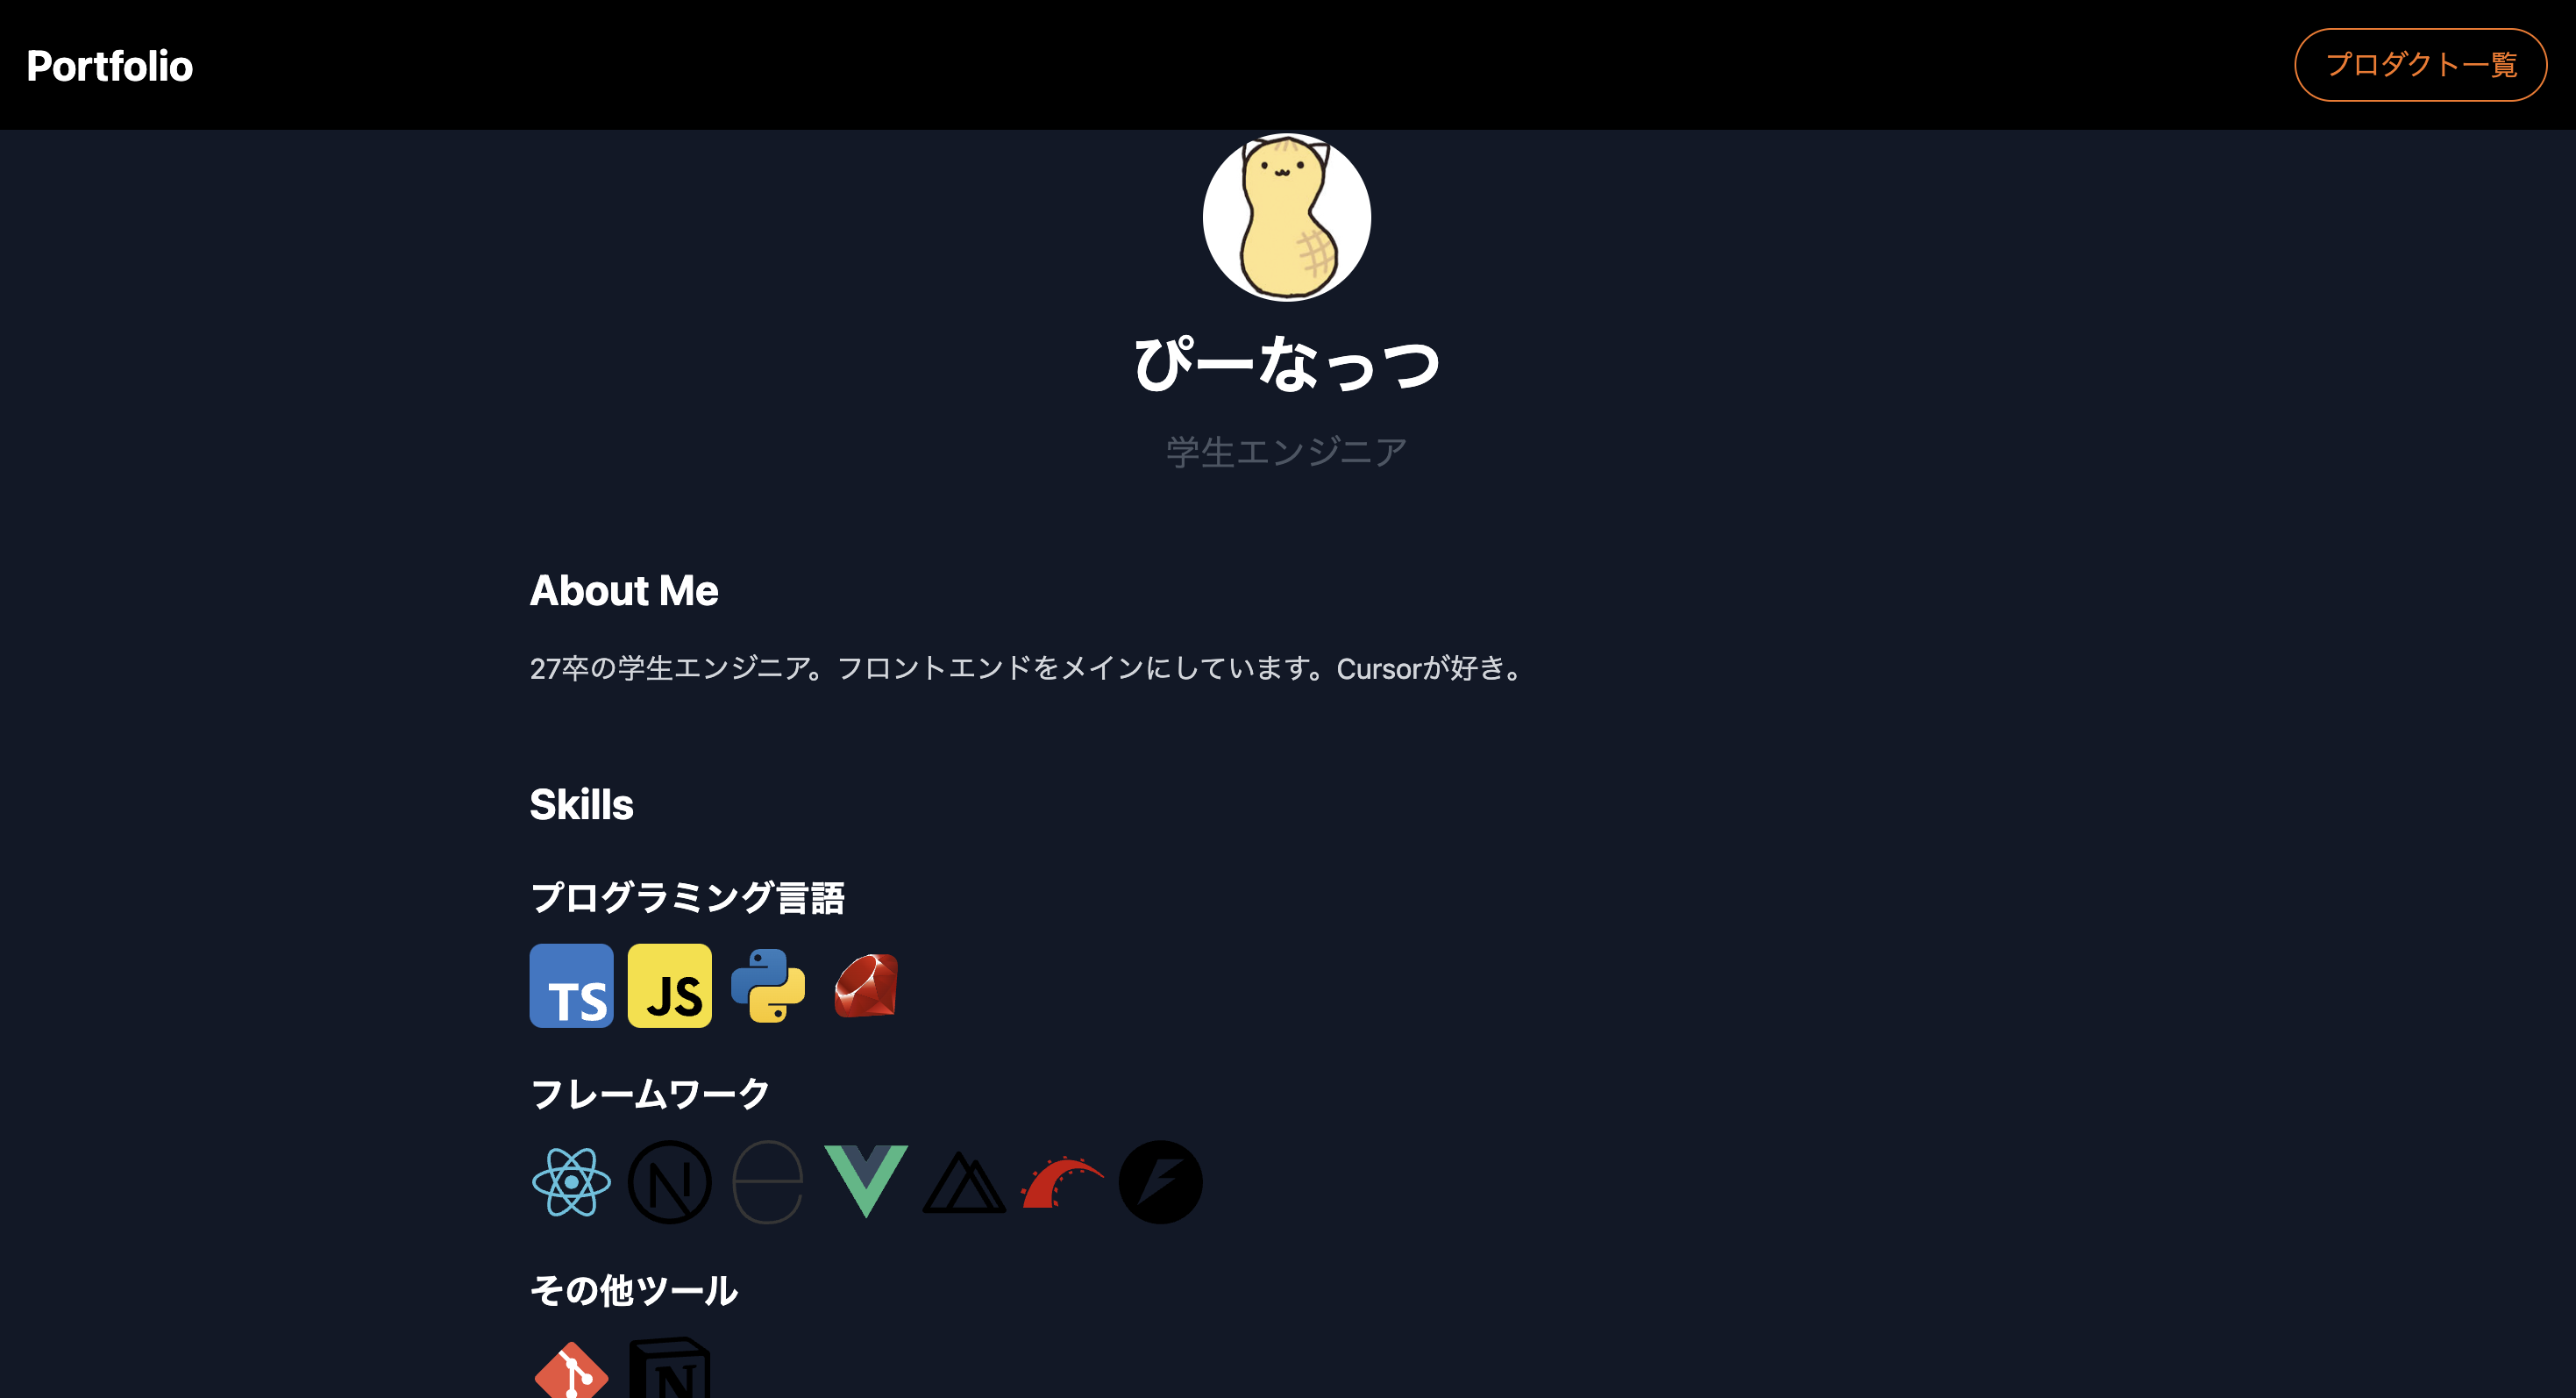 Portfolio
プロダクト一覧
ぴーなっつ
学生エンジニア
About Me
27卒の学生エンジニア。フロントエンドをメインにしています。Cursorが好き。
Skills
プログラミング言語
TS
JS
フレームワーク
N
e
その他ツール
N